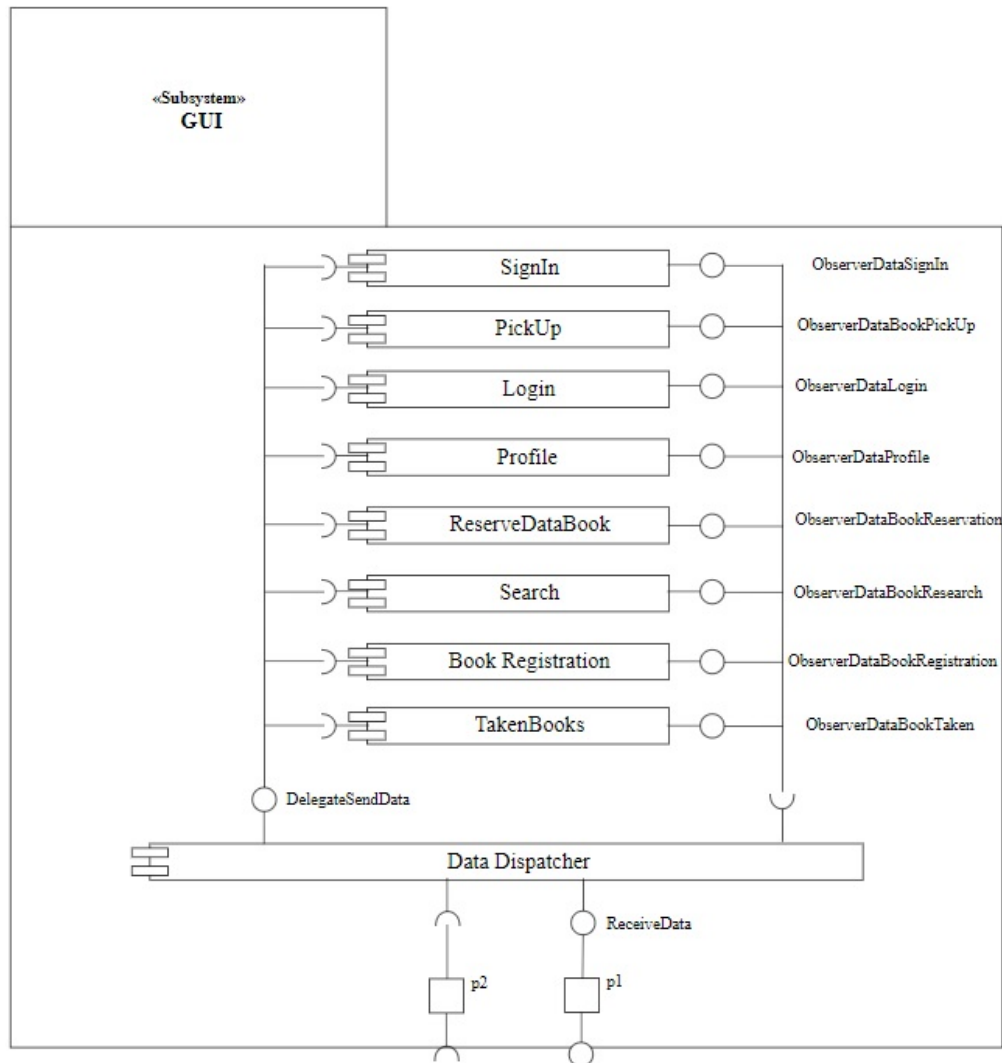 «Subsystem»
GUI
SignIn
ObserverDataSignIn
PickUp
ObserverDataBookPickUp
Login
ObserverDataLogin
Profile
ObserverDataProfile
ReserveDataBook
ObserverDataBookReservation
Search
ObserverDataBookResearch
Book Registration
ObserverDataBookRegistration
TakenBooks
ObserverDataBookTaken
DelegateSendData
Data Dispatcher
ReceiveData
p2
p1